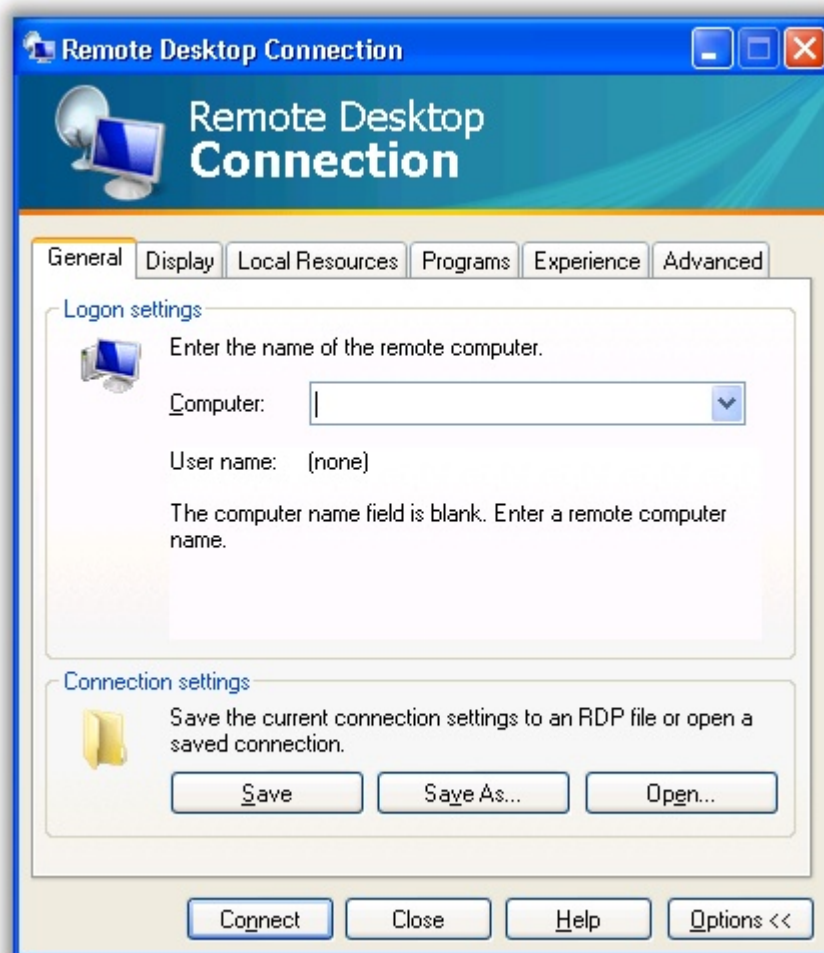 Remote Desktop Connection
Remote Desktop
Connection
General Display Local Resources Programs Experience Advanced
Logon settings
Enter the name of the remote computer.
Computer:
User name: (none)
The computer name field is blank. Enter a remote computer
name.
Connection settings
Save the current connection settings to an RDP file or open a
saved connection.
Save Save As... Open...
Connect Close Help Options <<